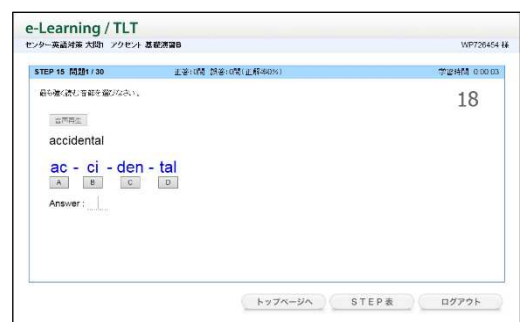 e-Learning / TLT
センター英語対策 大問1 アクセント 基礎演習B
WP726454 様
STEP 15 問題1 / 30
正答:0問 誤答:0問(正解率0%)
学習時間 0:00:03
最も強く読む音節を選びなさい。
18
音声再生
accidental
ac - ci - den - tal
A B C D
Answer :
トップページへ STEP表 ログアウト